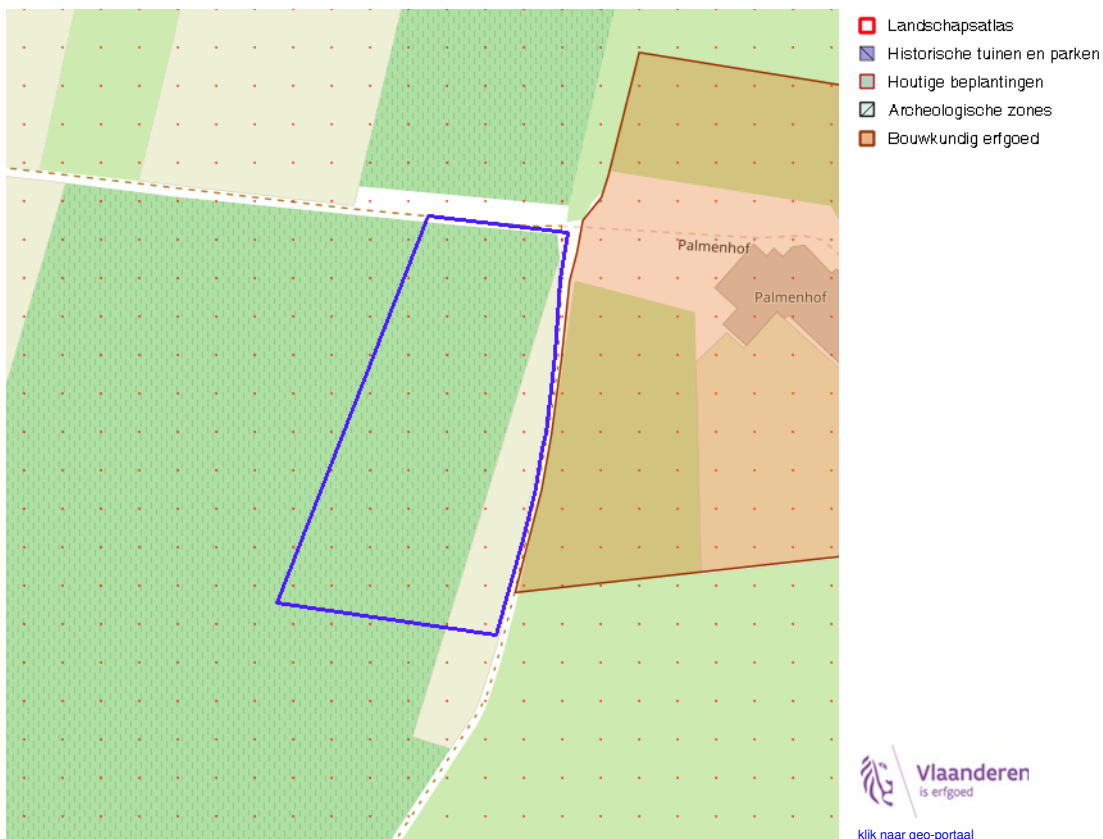 Landschapsatlas
Historische tuinen en parken
Houtige beplantingen
Archeologische zones
Bouwkundig erfgoed
Palmenhof
Palmenhof
Vlaanderen
is erfgoed
klik naar geo-portaal